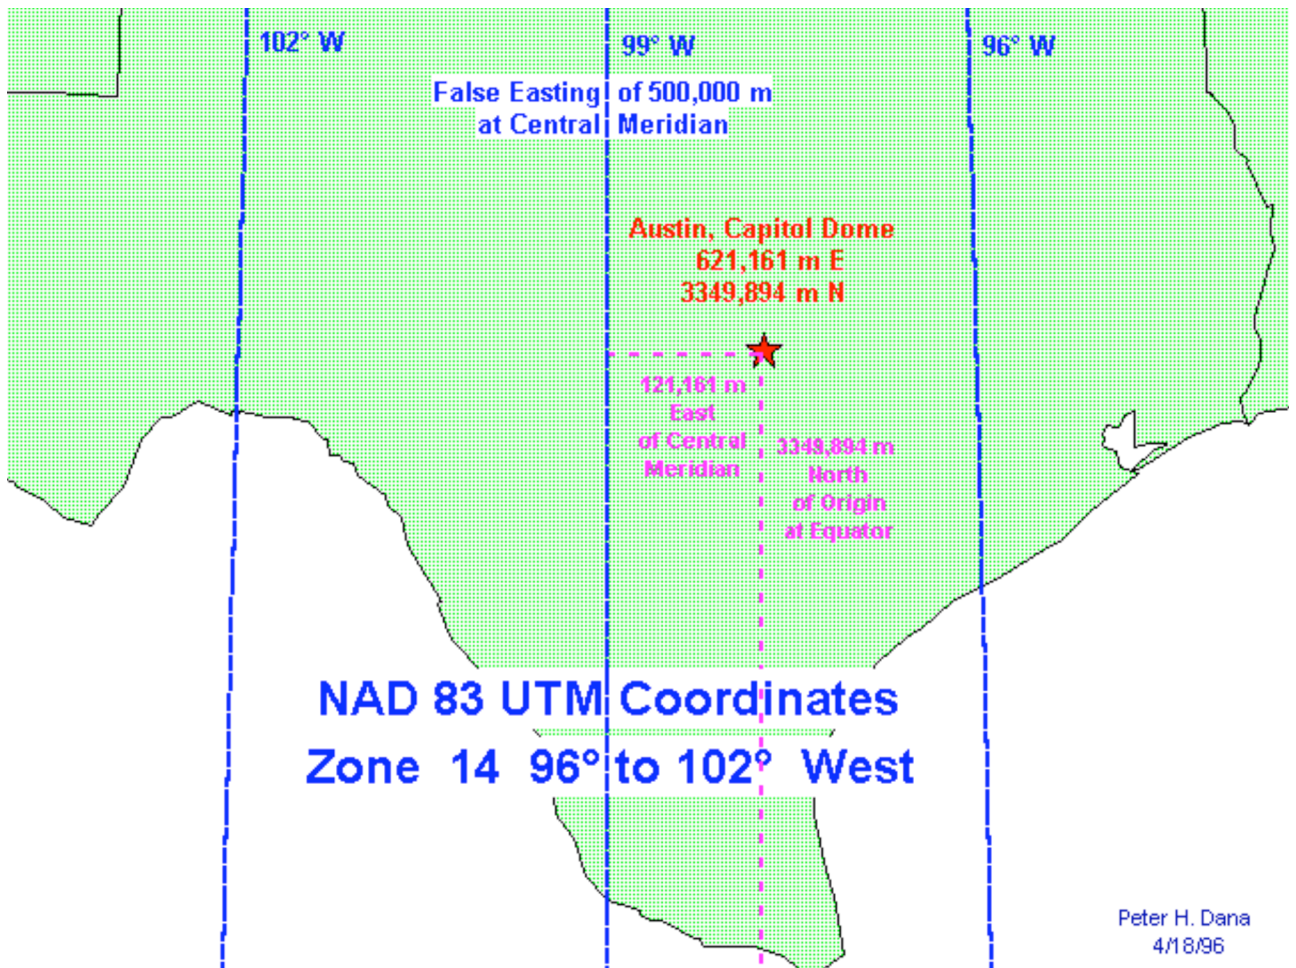 102° W
99° W
96° W
False Easting of 500,000 m
at Central Meridian
Austin, Capitol Dome
621,161 m E
3349,894 m N
121,161 m
East
of Central
Meridian
3349,894 m
North
of Origin
at Equator
NAD 83 UTM Coordinates
Zone 14 96° to 102° West
Peter H. Dana
4/18/96